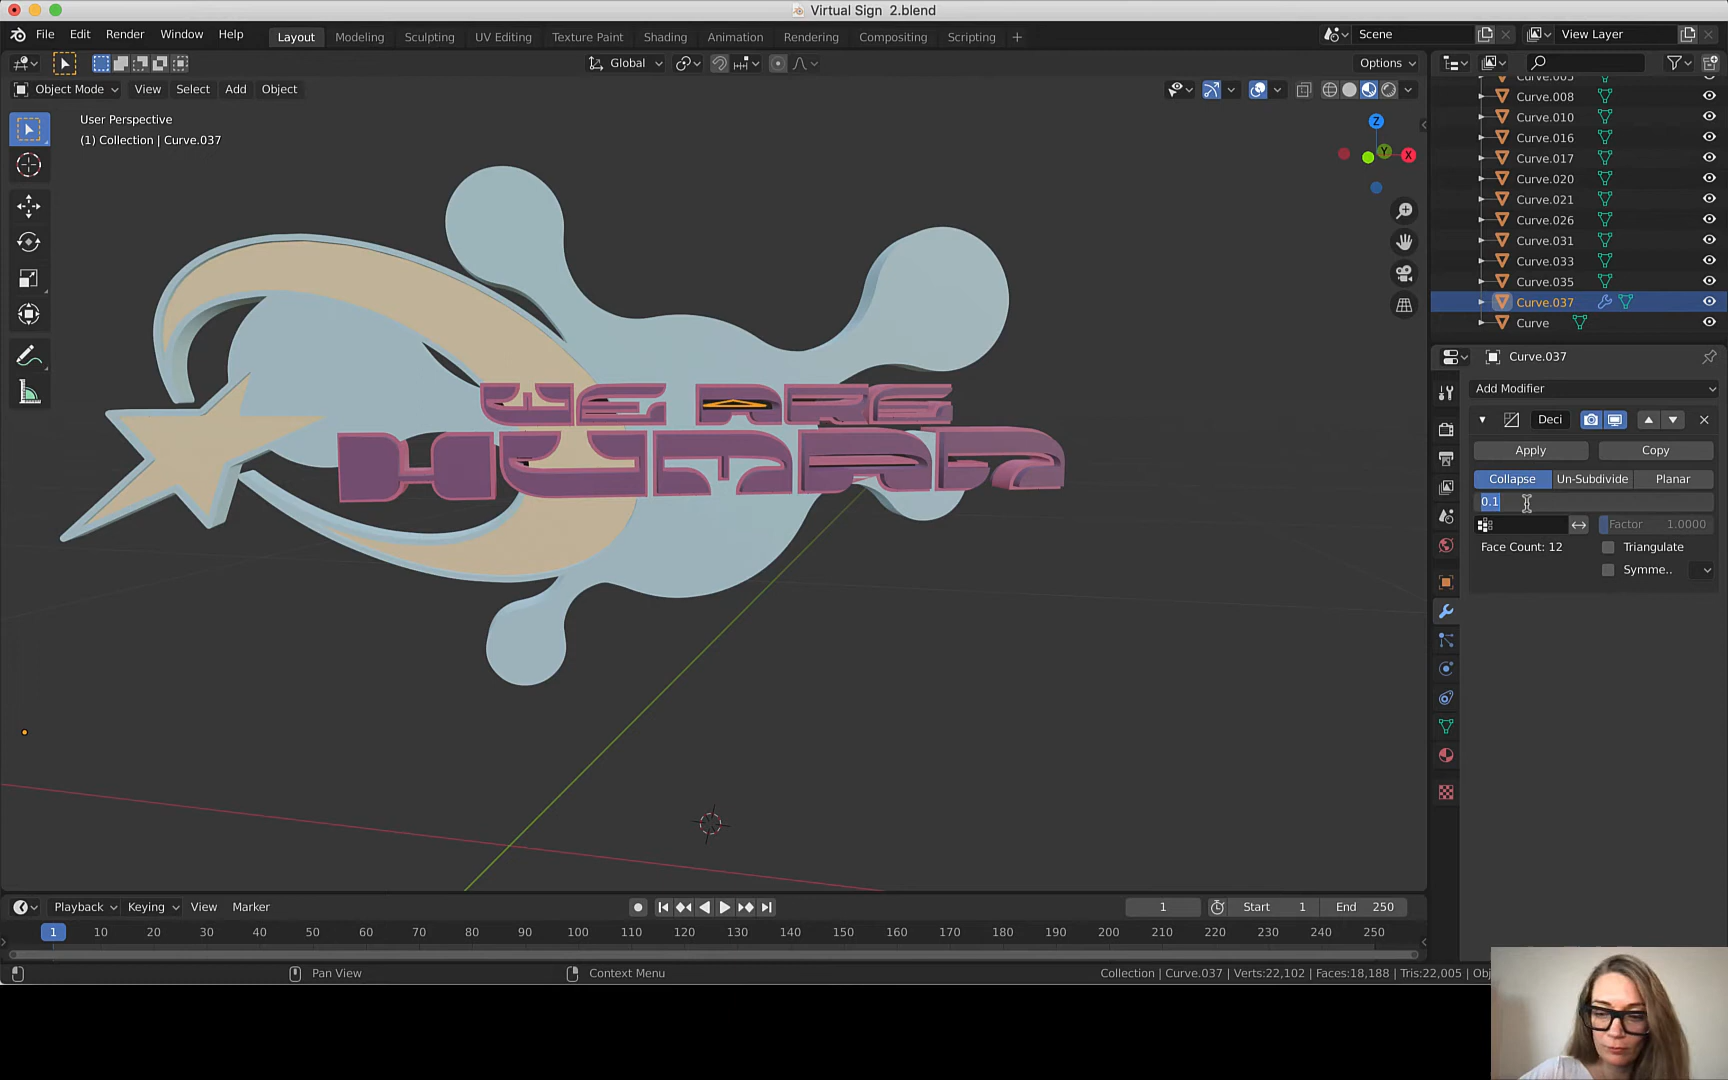 Virtual Sign 2.blend
File Edit Render Window Help
Layout Modeling Sculpting UV Editing Texture Paint Shading Animation Rendering Compositing Scripting +
Scene
View Layer
Global
Options
Object Mode View Select Add Object
User Perspective
(1) Collection | Curve.037
Z
Y
X
WE ARE
HUMAN
Curve.008
Curve.010
Curve.016
Curve.017
Curve.020
Curve.021
Curve.026
Curve.031
Curve.033
Curve.035
Curve.037
Curve
Curve.037
Add Modifier
Deci
Apply Copy
Collapse Un-Subdivide Planar
0.1
Factor 1.0000
Face Count: 12 Triangulate
Symme..
Playback Keying View Marker
1 Start 1 End 250
1 10 20 30 40 50 60 70 80 90 100 110 120 130 140 150 160 170 180 190 200 210 220 230 240 250
Pan View Context Menu
Collection | Curve.037 | Verts:22,102 | Faces:18,188 | Tris:22,005 |